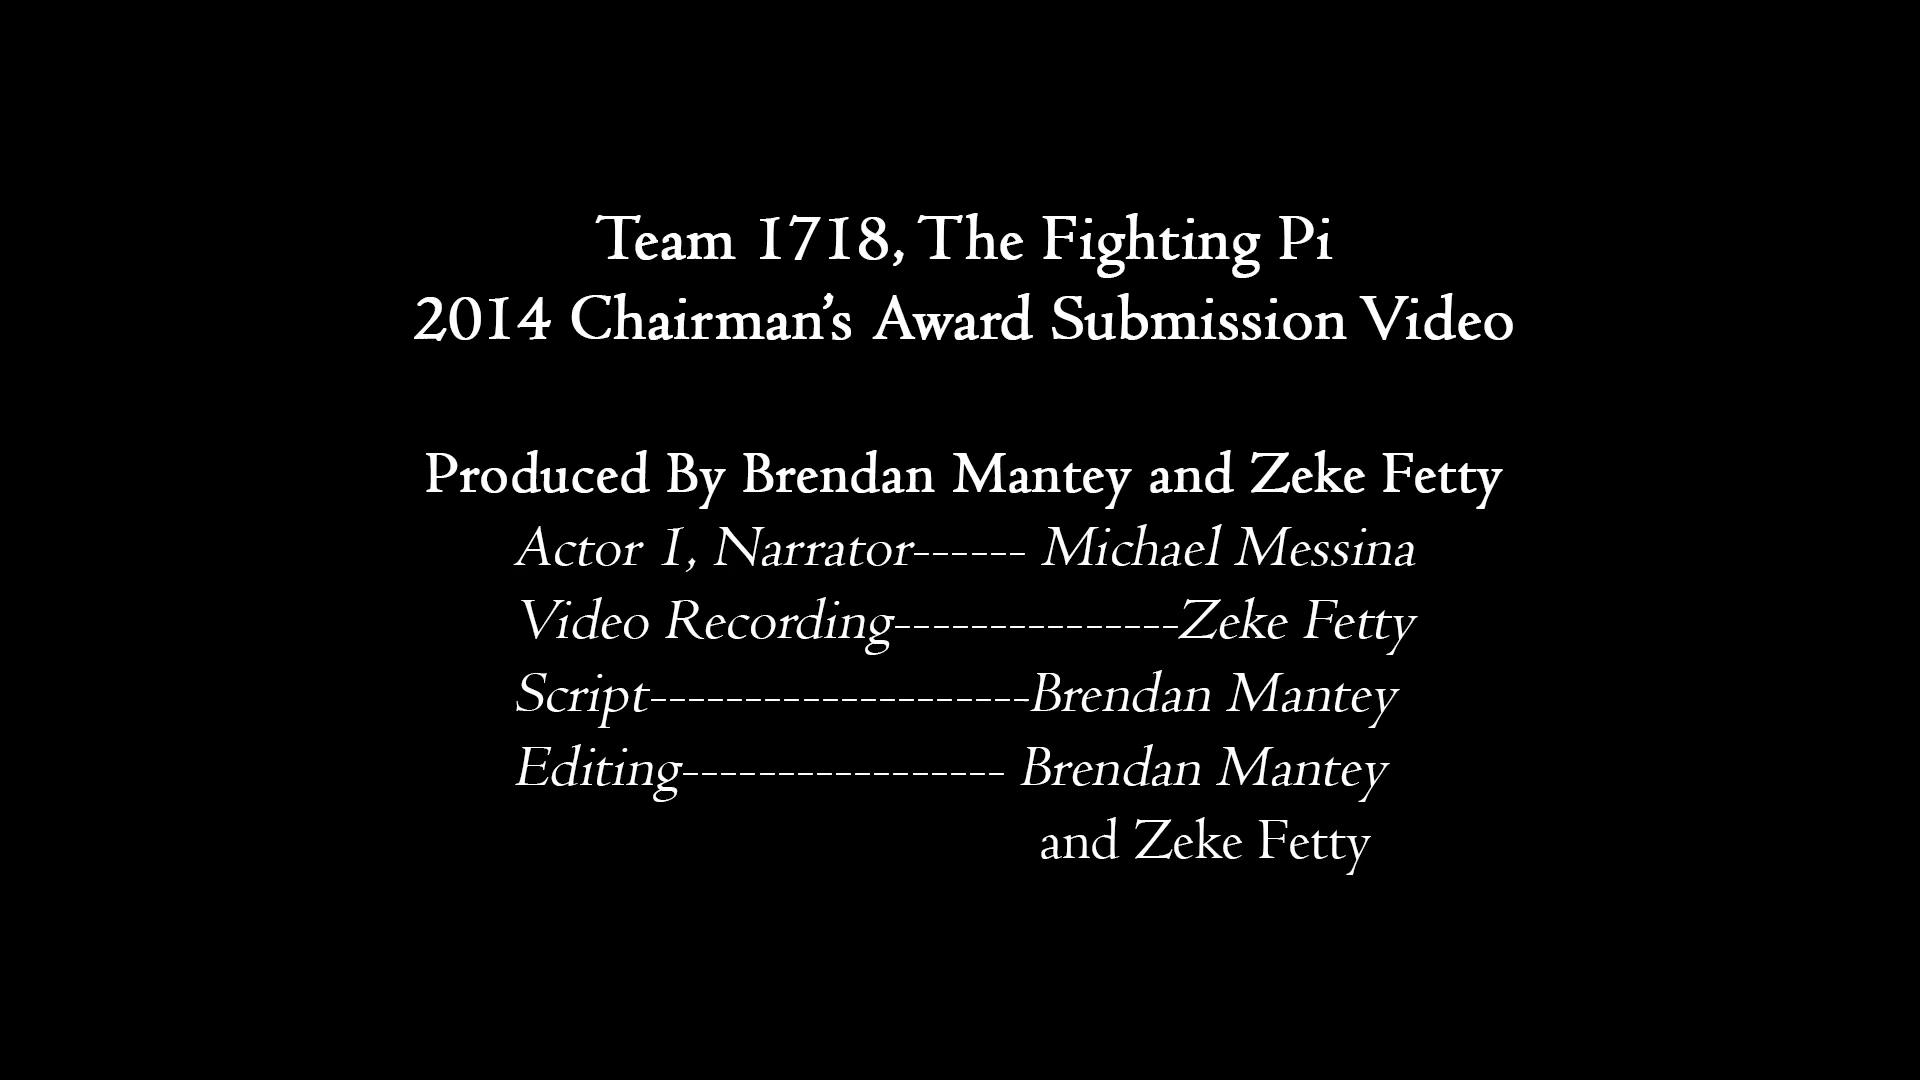 Team 1718, The Fighting Pi
2014 Chairman’s Award Submission Video
Produced By Brendan Mantey and Zeke Fetty
Actor 1, Narrator------ Michael Messina
Video Recording---------------Zeke Fetty
Script--------------------Brendan Mantey
Editing----------------- Brendan Mantey
and Zeke Fetty